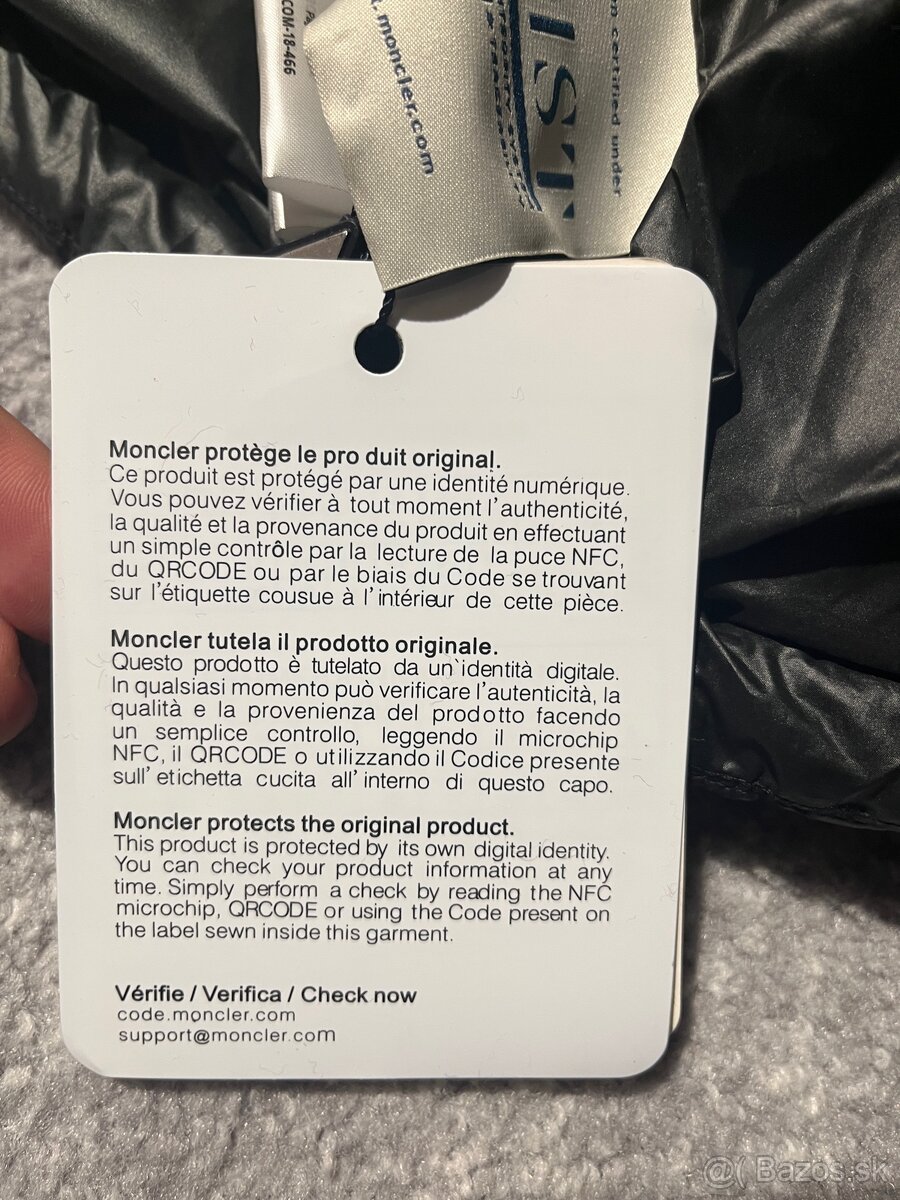 COM-18-466
.moncler.com
certified under
Moncler protège le pro duit original.
Ce produit est protégé par une identité numérique.
Vous pouvez vérifier à tout moment l'authenticité,
la qualité et la provenance du produit en effectuant
un simple contrôle par la lecture de la puce NFC,
du QRCODE ou par le biais du Code se trouvant
sur l'étiquette cousue à l'intérieur de cette pièce.
Moncler tutela il prodotto originale.
Questo prodotto è tutelato da un`identità digitale.
In qualsiasi momento può verificare l'autenticità, la
qualità e la provenienza del prodotto facendo
un semplice controllo, leggendo il microchip
NFC, il QRCODE o utilizzando il Codice presente
sull'etichetta cucita all'interno di questo capo.
Moncler protects the original product.
This product is protected by its own digital identity.
You can check your product information at any
time. Simply perform a check by reading the NFC
microchip, QRCODE or using the Code present on
the label sewn inside this garment.
Vérifie / Verifica / Check now
code.moncler.com
support@moncler.com
@( Bazos.sk